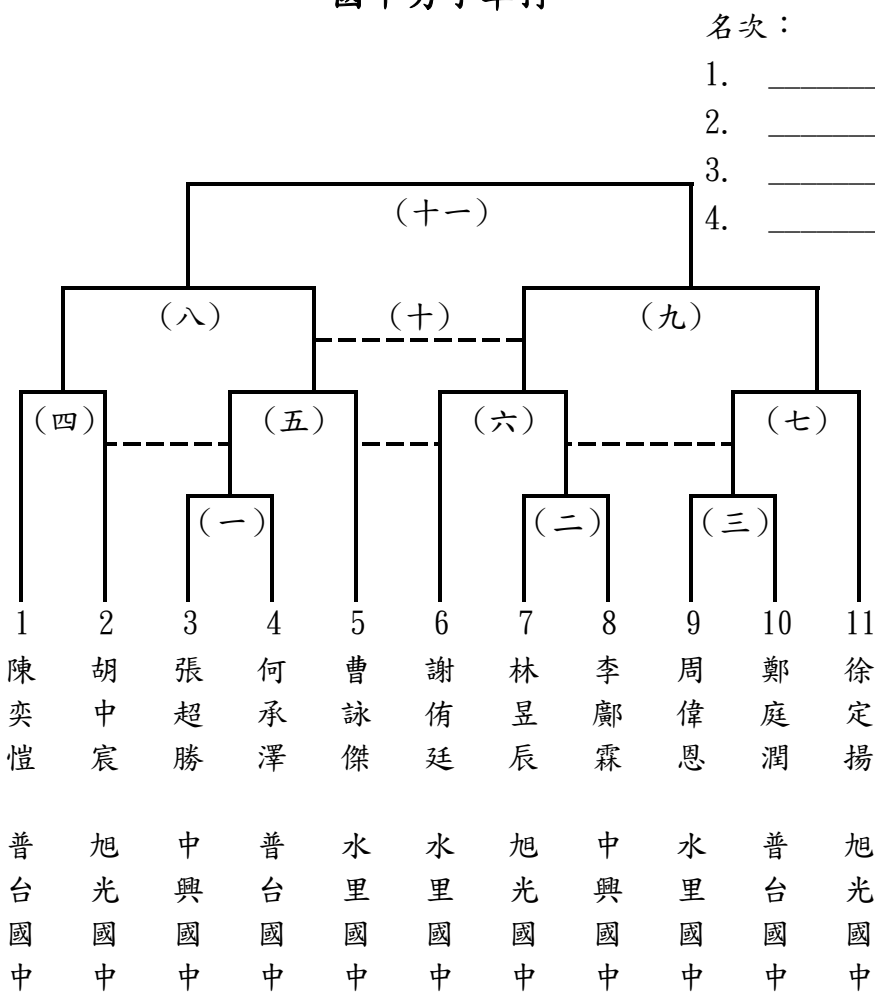 名次：
1. ________
2. ________
3. ________
4. ________
（十一）
（八）
（十）
（九）
（四）
（五）
（六）
（七）
（一）
（二）
（三）
1 2 3 4 5 6 7 8 9 10 11
陳奕愷
胡中宸
張超勝
何承澤
曹詠傑
謝侑廷
林昱辰
李鄺霖
周偉恩
鄭庭潤
徐定揚
普台國中
旭光國中
中興國中
普台國中
水里國中
水里國中
旭光國中
中興國中
水里國中
普台國中
旭光國中